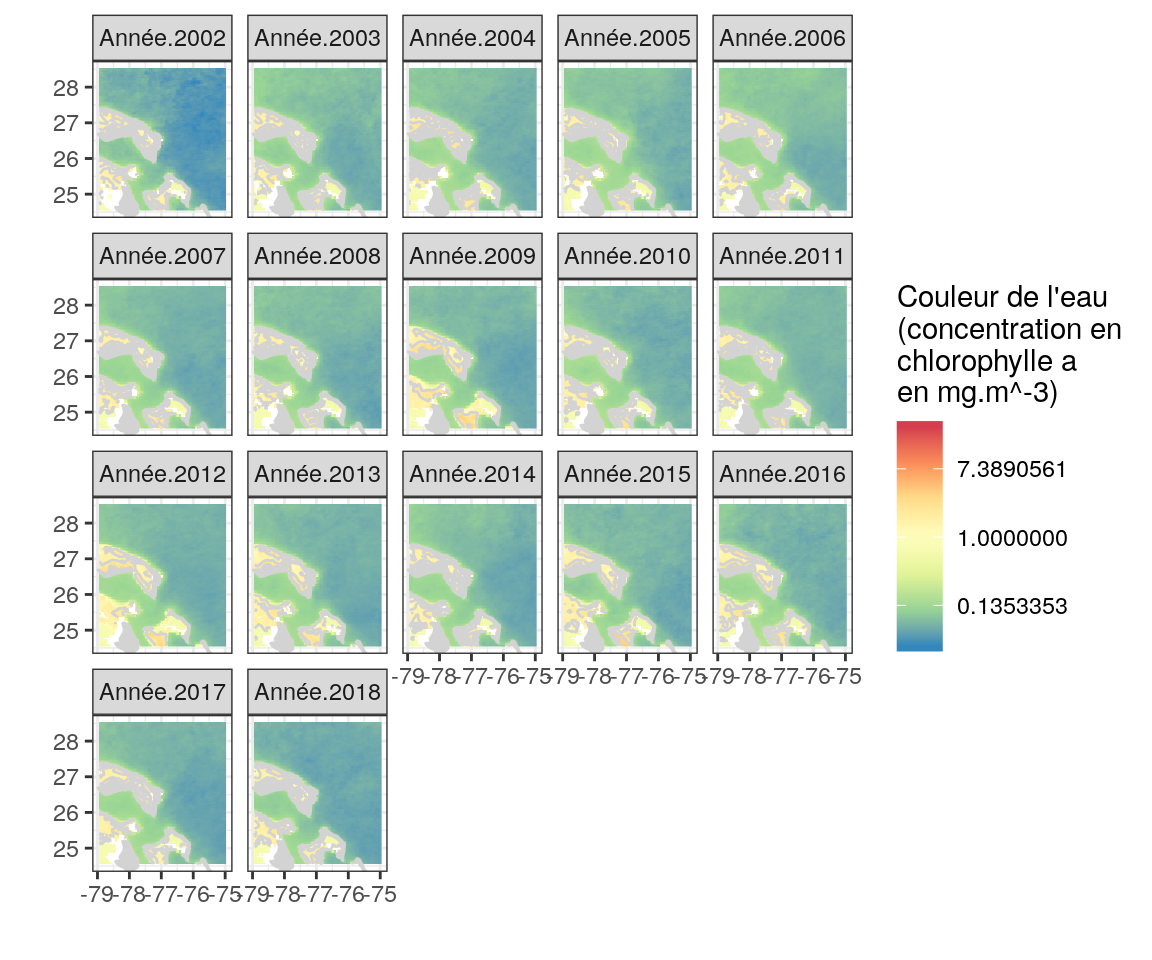 Année.2002 Année.2003 Année.2004 Année.2005 Année.2006
28
27
26
25
Année.2007 Année.2008 Année.2009 Année.2010 Année.2011
28
27
26
25
Année.2012 Année.2013 Année.2014 Année.2015 Année.2016
28
27
26
25
-79 -78 -77 -76 -75 -79 -78 -77 -76 -75 -79 -78 -77 -76 -75
Année.2017 Année.2018
28
27
26
25
-79 -78 -77 -76 -75 -79 -78 -77 -76 -75
Couleur de l'eau
(concentration en
chlorophylle a
en mg.m^-3)
7.3890561
1.0000000
0.1353353